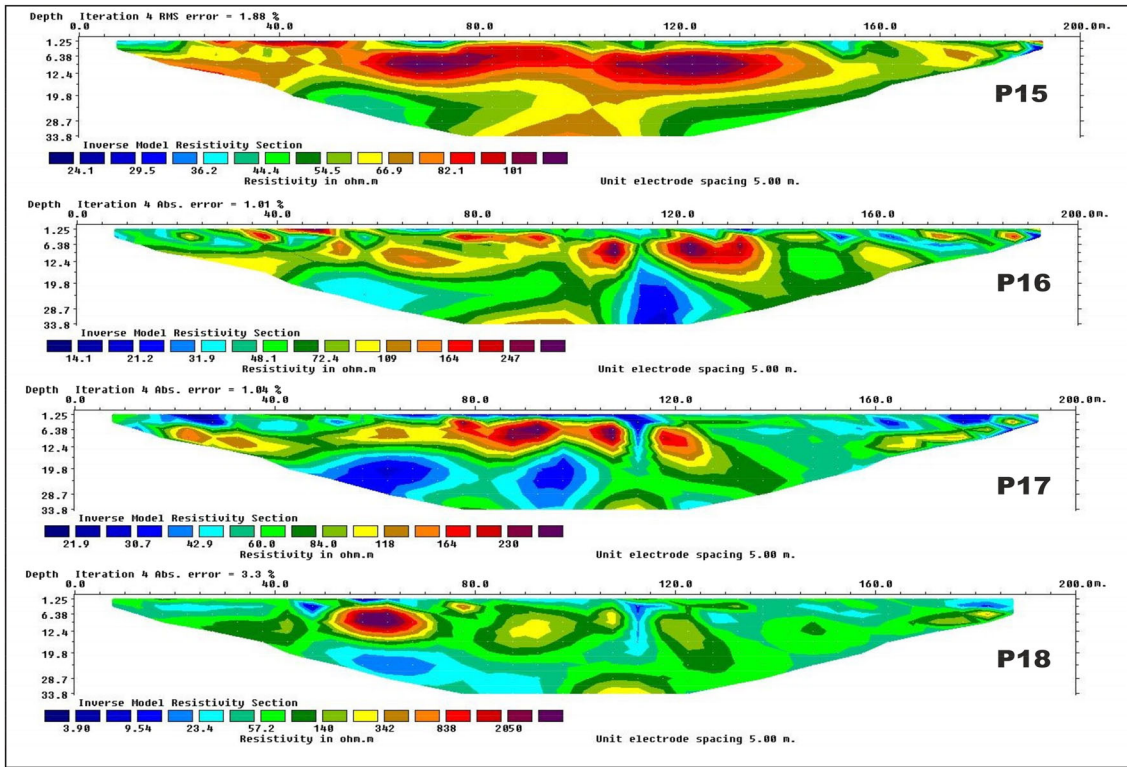 Depth Iteration 4 RMS error = 1.88 %
0.0 40.0 80.0 120.0 160.0 200.0m.
1.25
6.38
12.4
19.8
28.7
33.8
P15
Inverse Model Resistivity Section
24.1 29.5 36.2 44.4 54.5 66.9 82.1 101
Resistivity in ohm.m Unit electrode spacing 5.00 m.
Depth Iteration 4 Abs. error = 1.01 %
0.0 40.0 80.0 120.0 160.0 200.0m.
1.25
6.38
12.4
19.8
28.7
33.8
P16
Inverse Model Resistivity Section
14.1 21.2 31.9 48.1 72.4 109 164 247
Resistivity in ohm.m Unit electrode spacing 5.00 m.
Depth Iteration 4 Abs. error = 1.04 %
0.0 40.0 80.0 120.0 160.0 200.0m.
1.25
6.38
12.4
19.8
28.7
33.8
P17
Inverse Model Resistivity Section
21.9 30.7 42.9 60.0 84.0 118 164 230
Resistivity in ohm.m Unit electrode spacing 5.00 m.
Depth Iteration 4 Abs. error = 3.3 %
0.0 40.0 80.0 120.0 160.0 200.0m.
1.25
6.38
12.4
19.8
28.7
33.8
P18
Inverse Model Resistivity Section
3.90 9.54 23.4 57.2 140 342 838 2050
Resistivity in ohm.m Unit electrode spacing 5.00 m.